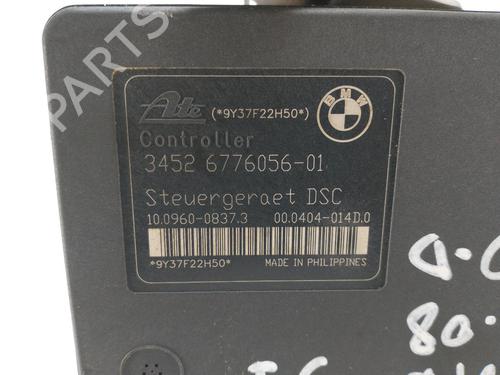 PARTS
Ate (*9Y37F22H50*) BMW
Controller
3452 6776056-01
Steuergeraet DSC
10.0960-0837.3 00.0404-014D.0
*9Y37F22H50* MADE IN PHILIPPINES
80.